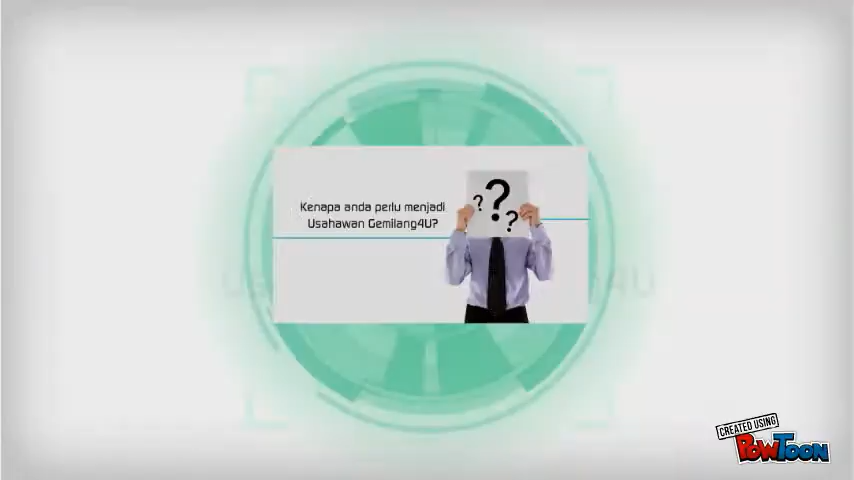 Kenapa anda perlu menjadi
Usahawan Gemilang4U?
?
?
?
CREATED USING
POWTOON